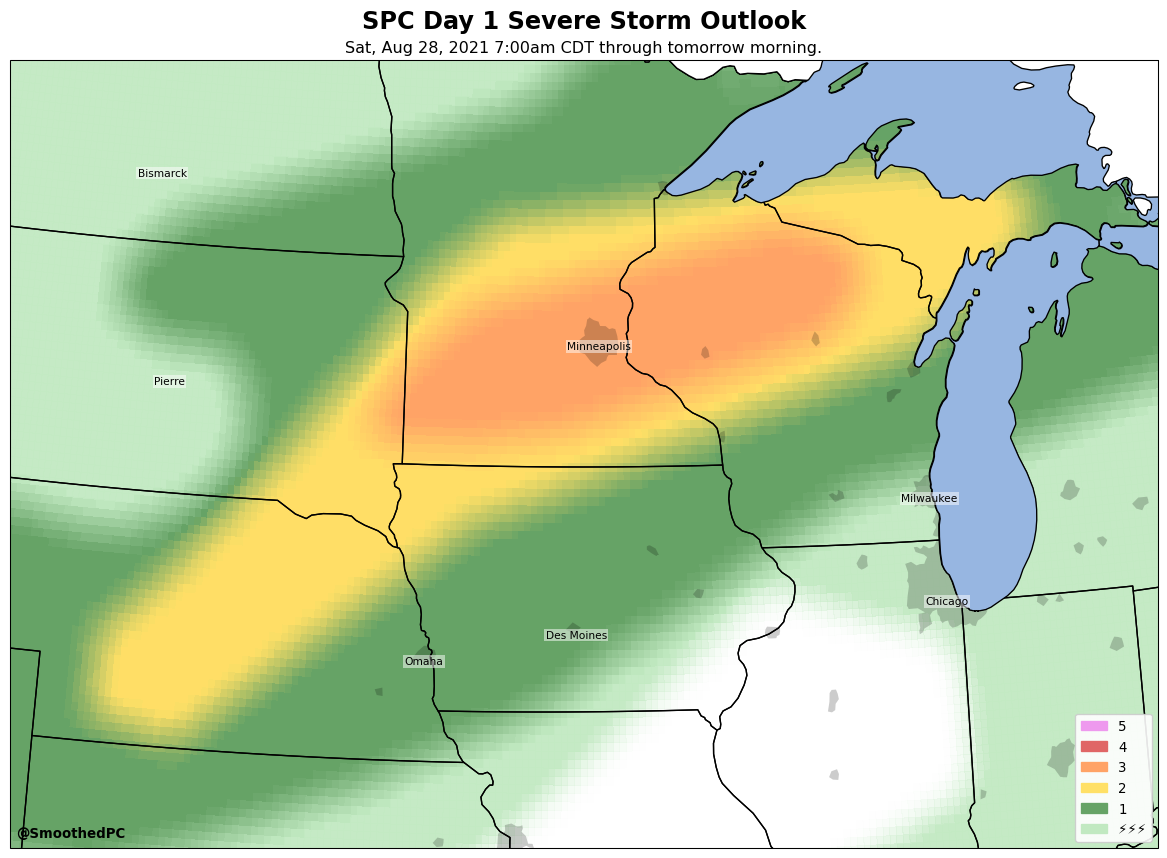 SPC Day 1 Severe Storm Outlook
Sat, Aug 28, 2021 7:00am CDT through tomorrow morning.
Bismarck
Minneapolis
Pierre
Milwaukee
Chicago
Des Moines
Omaha
5
4
3
2
1
⚡⚡⚡
@SmoothedPC